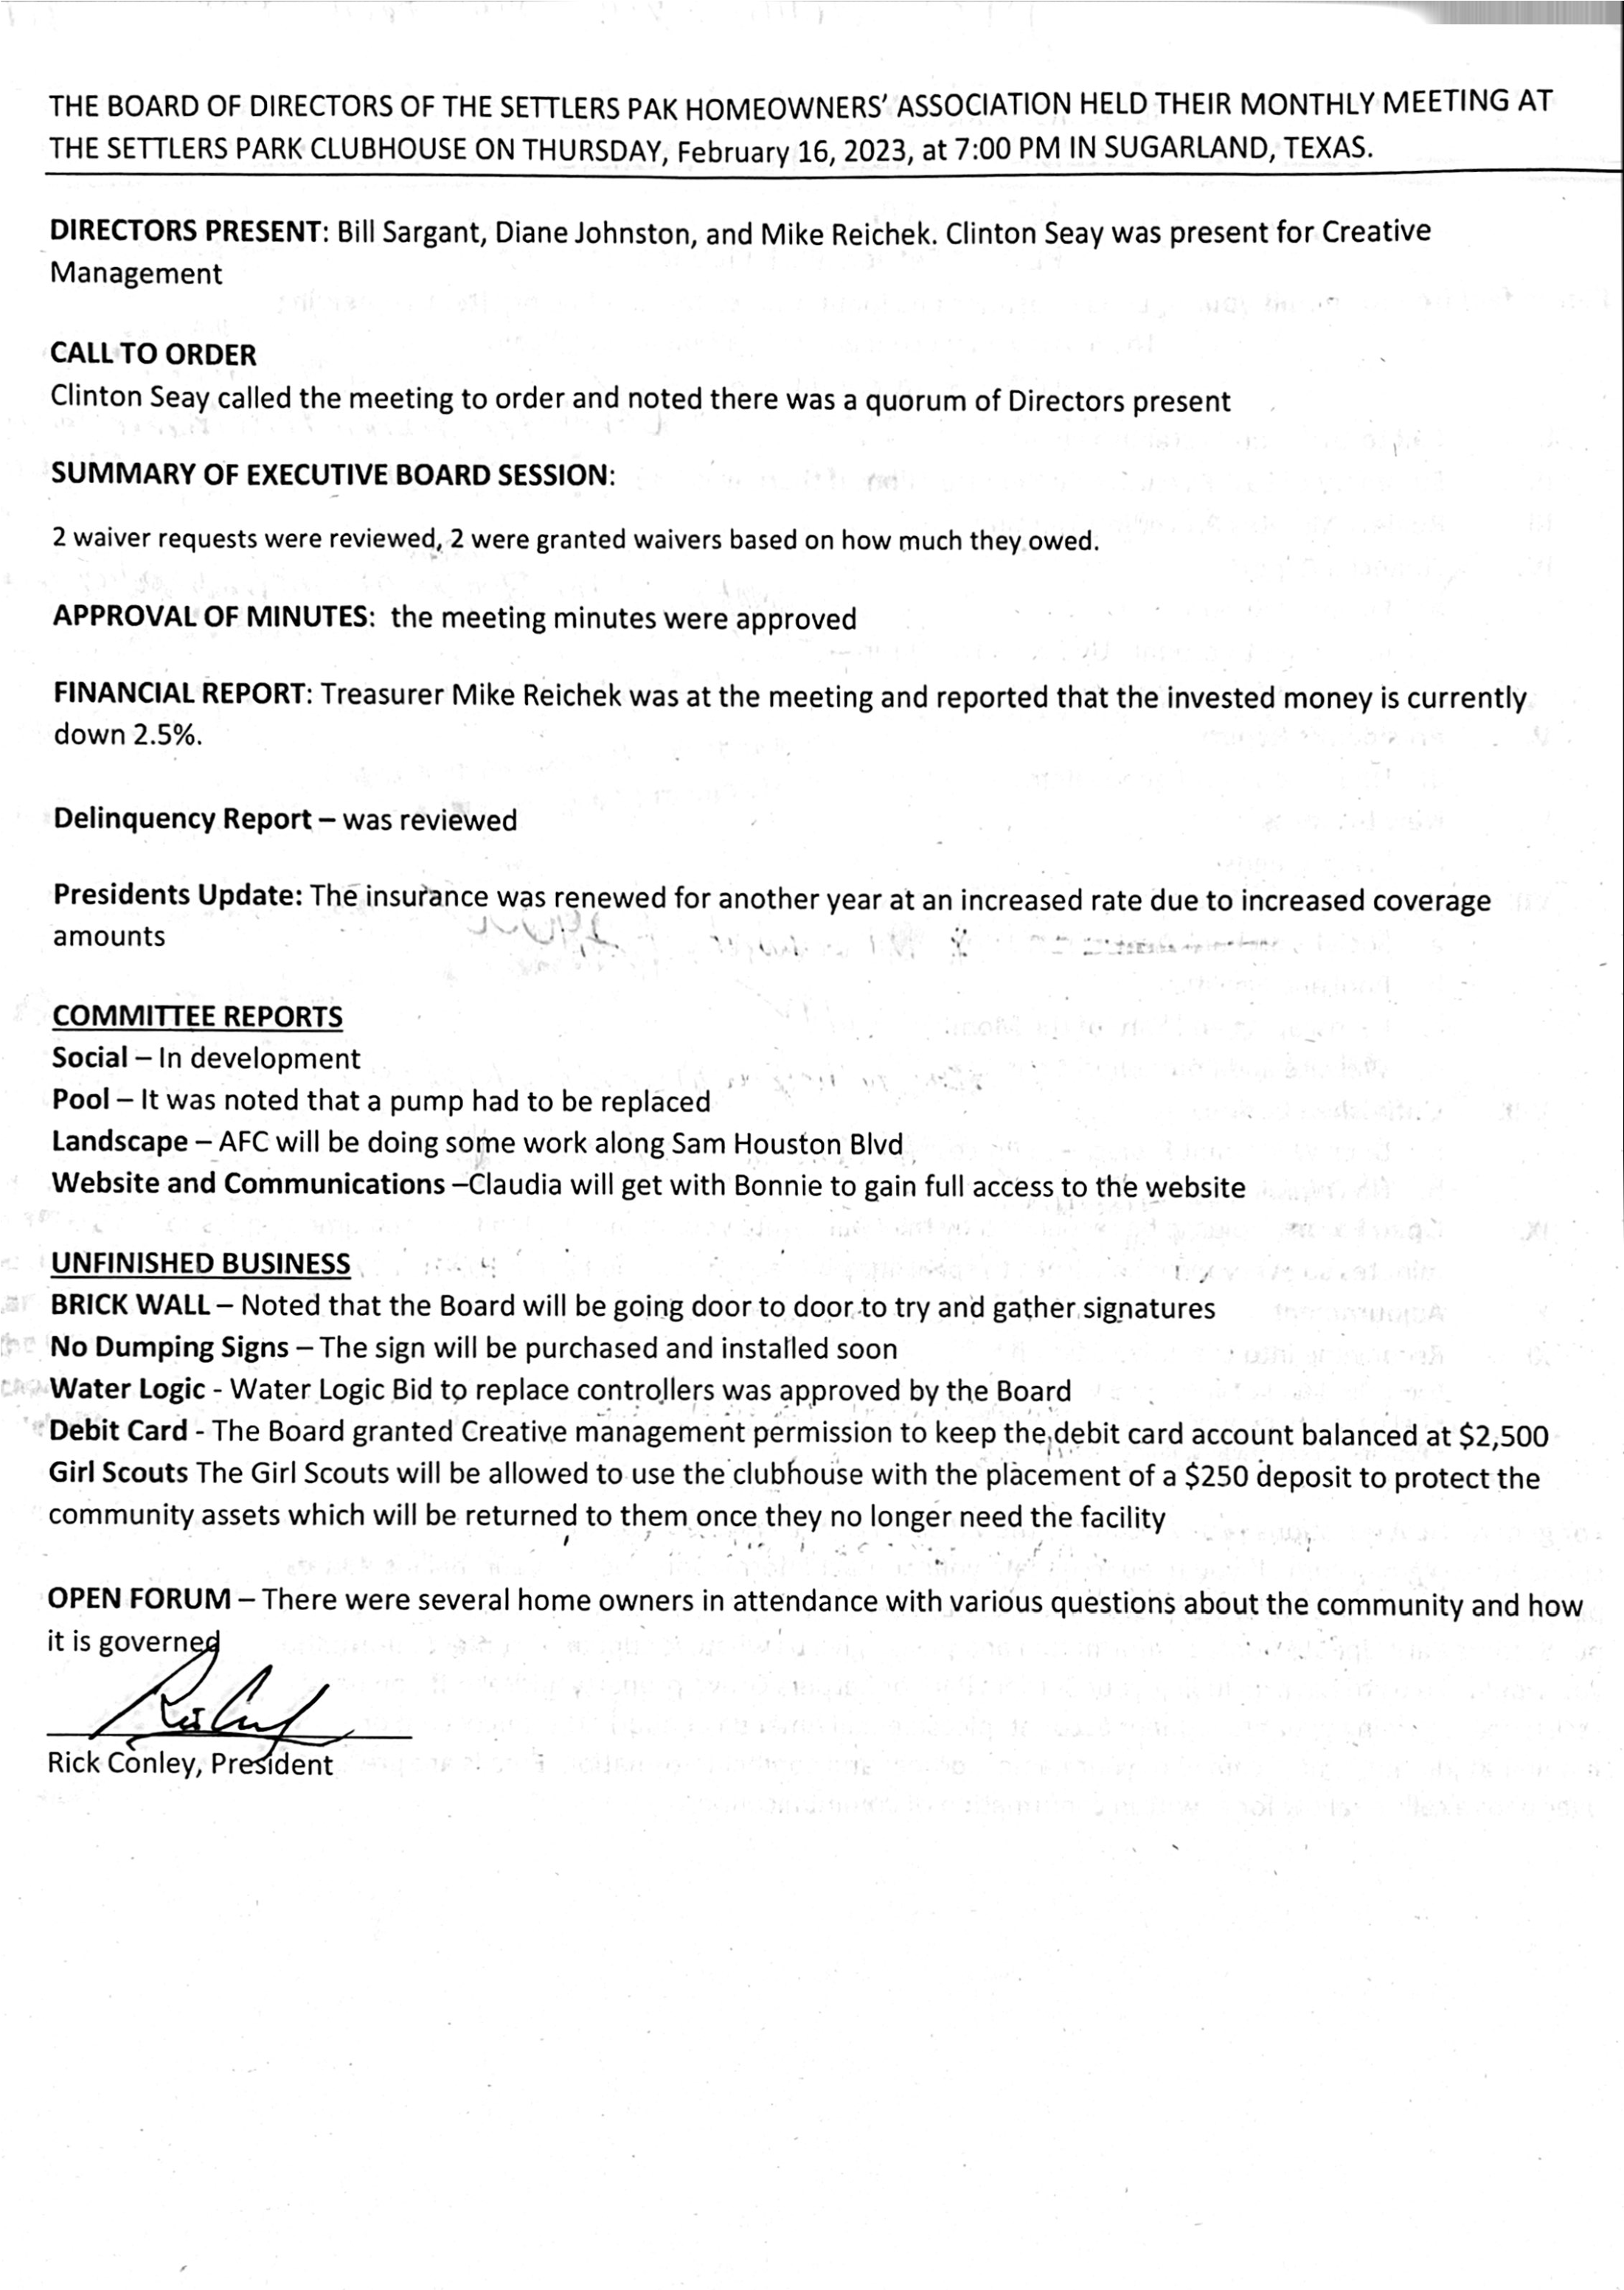 THE BOARD OF DIRECTORS OF THE SETTLERS PAK HOMEOWNERS' ASSOCIATION HELD THEIR MONTHLY MEETING AT
THE SETTLERS PARK CLUBHOUSE ON THURSDAY, February 16, 2023, at 7:00 PM IN SUGARLAND, TEXAS.
DIRECTORS PRESENT: Bill Sargant, Diane Johnston, and Mike Reichek. Clinton Seay was present for Creative
Management
CALL TO ORDER
Clinton Seay called the meeting to order and noted there was a quorum of Directors present
SUMMARY OF EXECUTIVE BOARD SESSION:
2 waiver requests were reviewed, 2 were granted waivers based on how much they owed.
APPROVAL OF MINUTES: the meeting minutes were approved
FINANCIAL REPORT: Treasurer Mike Reichek was at the meeting and reported that the invested money is currently
down 2.5%.
Delinquency Report – was reviewed
Presidents Update: The insurance was renewed for another year at an increased rate due to increased coverage
amounts
COMMITTEE REPORTS
Social – In development
Pool – It was noted that a pump had to be replaced
Landscape – AFC will be doing some work along Sam Houston Blvd
Website and Communications –Claudia will get with Bonnie to gain full access to the website
UNFINISHED BUSINESS
BRICK WALL – Noted that the Board will be going door to door to try and gather signatures
No Dumping Signs – The sign will be purchased and installed soon
Water Logic - Water Logic Bid to replace controllers was approved by the Board
Debit Card - The Board granted Creative management permission to keep the debit card account balanced at $2,500
Girl Scouts The Girl Scouts will be allowed to use the clubhouse with the placement of a $250 deposit to protect the
community assets which will be returned to them once they no longer need the facility
OPEN FORUM – There were several home owners in attendance with various questions about the community and how
it is governed
Rick Conley, President